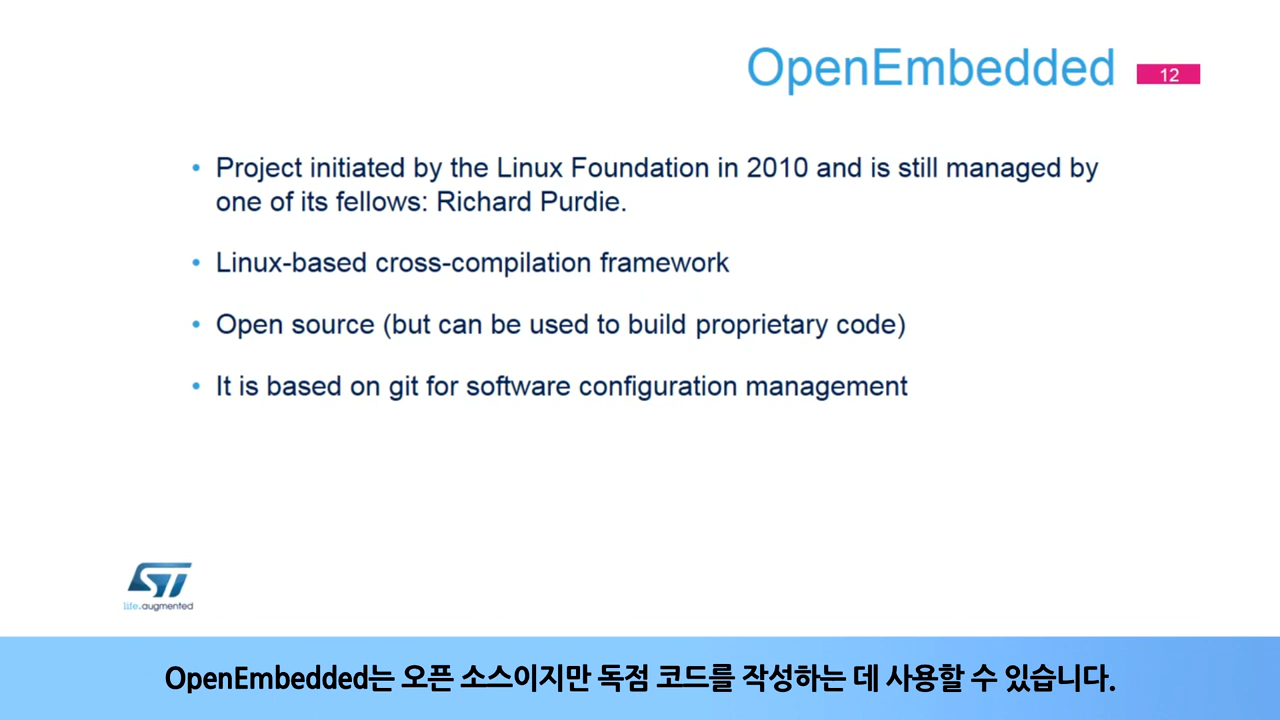 OpenEmbedded
12
• Project initiated by the Linux Foundation in 2010 and is still managed by
one of its fellows: Richard Purdie.
• Linux-based cross-compilation framework
• Open source (but can be used to build proprietary code)
• It is based on git for software configuration management
ST
life.augmented
OpenEmbedded는 오픈 소스이지만 독점 코드를 작성하는 데 사용할 수 있습니다.